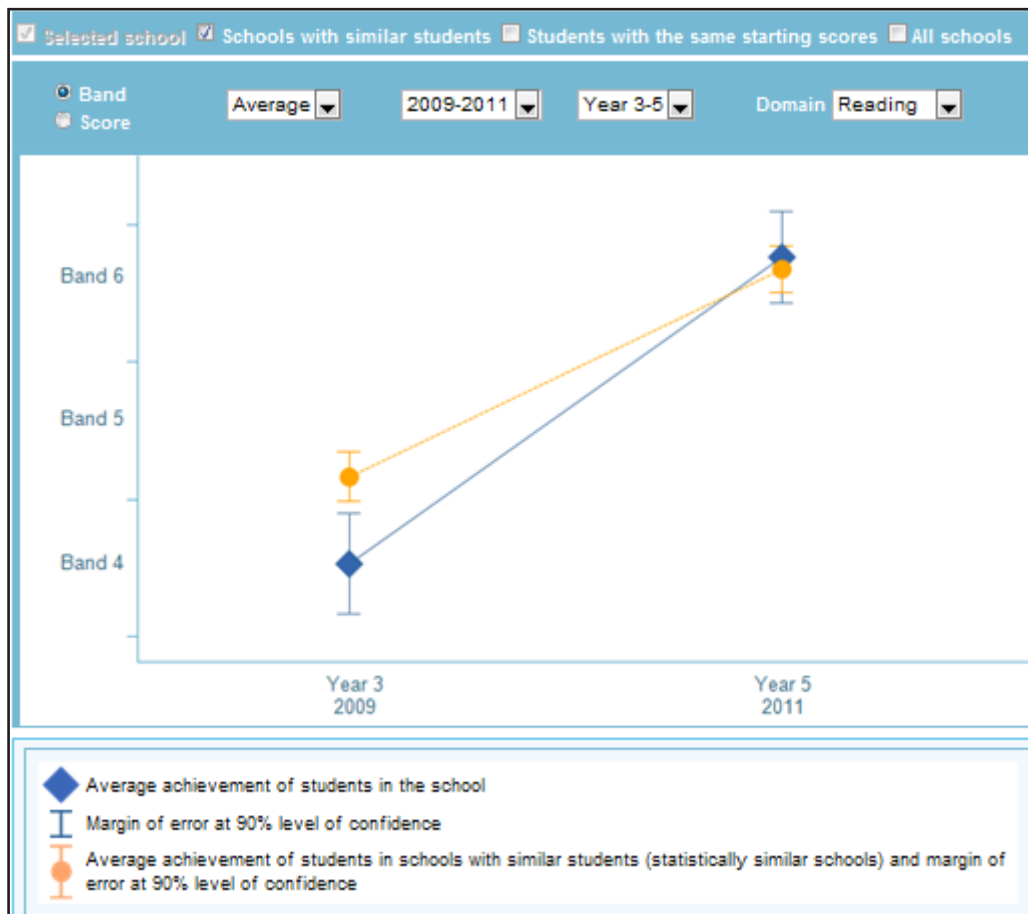 Selected school Schools with similar students Students with the same starting scores All schools
Band
Score
Average 2009-2011 Year 3-5 Domain Reading
Band 6
Band 5
Band 4
Year 3
2009
Year 5
2011
Average achievement of students in the school
Margin of error at 90% level of confidence
Average achievement of students in schools with similar students (statistically similar schools) and margin of
error at 90% level of confidence